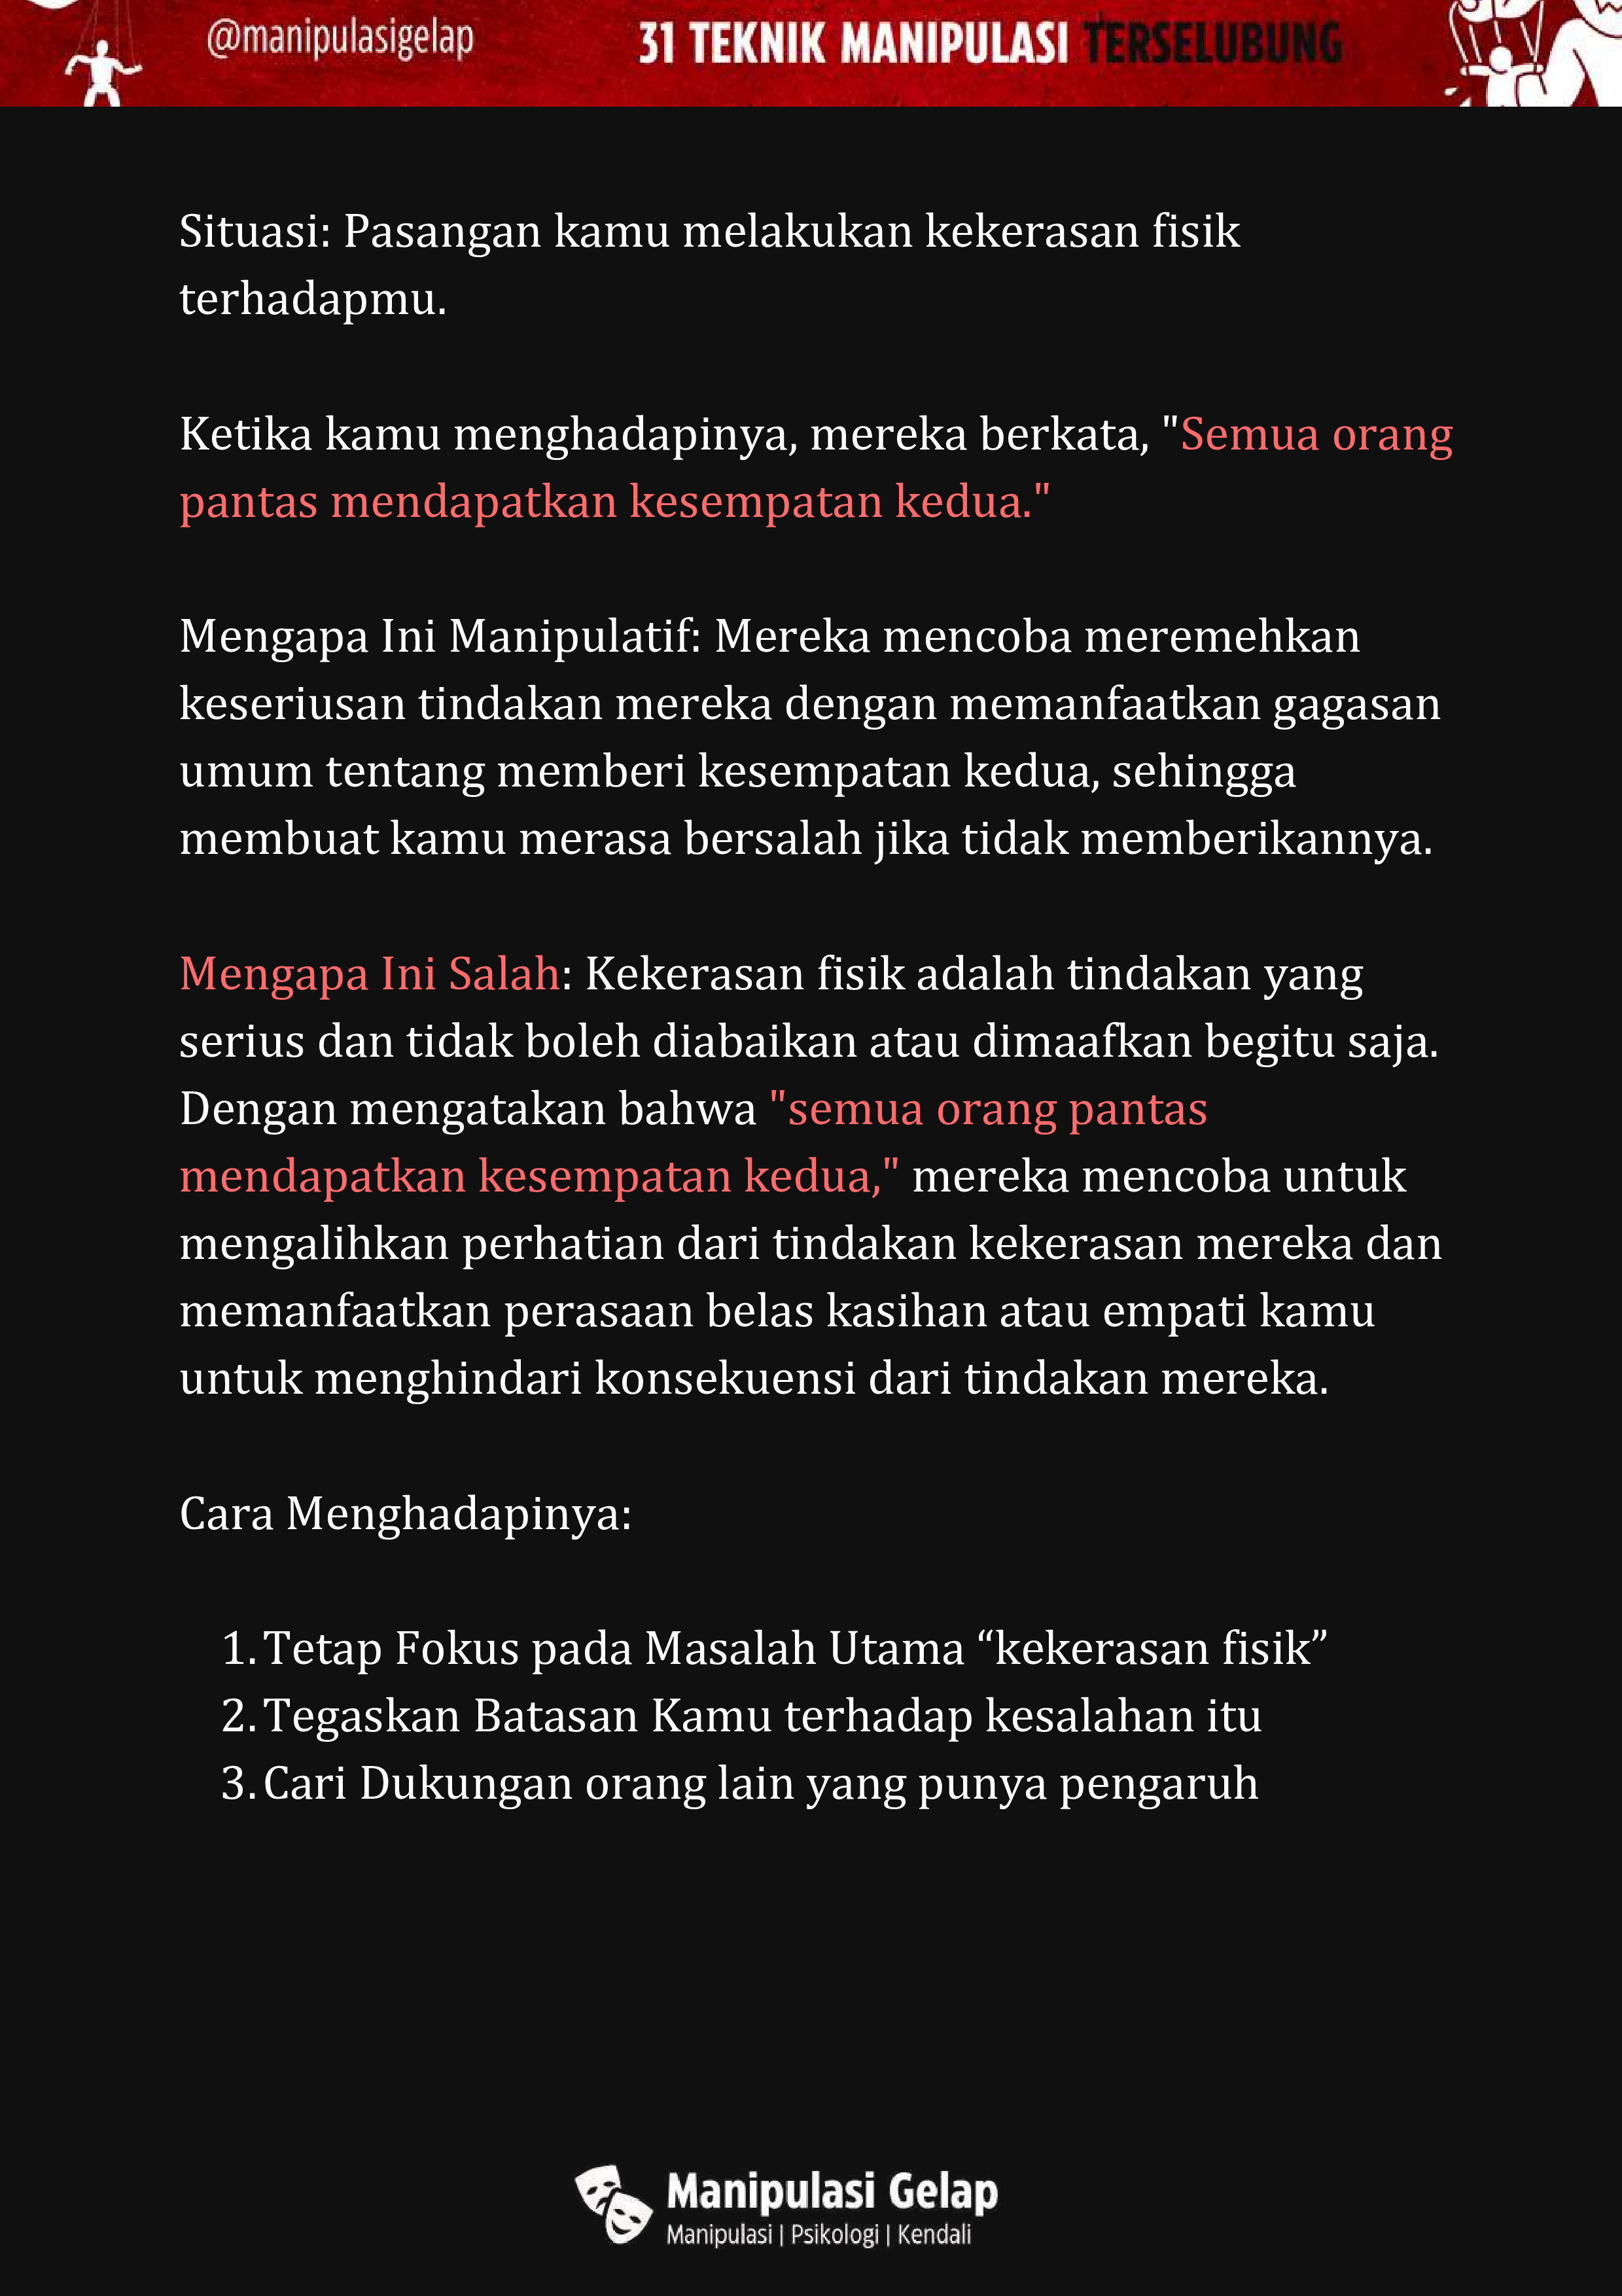 @manipulasigelap
31 TEKNIK MANIPULASI TERSELUBUNG
Situasi: Pasangan kamu melakukan kekerasan fisik
terhadapmu.
Ketika kamu menghadapinya, mereka berkata, "Semua orang
pantas mendapatkan kesempatan kedua."
Mengapa Ini Manipulatif: Mereka mencoba meremehkan
keseriusan tindakan mereka dengan memanfaatkan gagasan
umum tentang memberi kesempatan kedua, sehingga
membuat kamu merasa bersalah jika tidak memberikannya.
Mengapa Ini Salah: Kekerasan fisik adalah tindakan yang
serius dan tidak boleh diabaikan atau dimaafkan begitu saja.
Dengan mengatakan bahwa "semua orang pantas
mendapatkan kesempatan kedua," mereka mencoba untuk
mengalihkan perhatian dari tindakan kekerasan mereka dan
memanfaatkan perasaan belas kasihan atau empati kamu
untuk menghindari konsekuensi dari tindakan mereka.
Cara Menghadapinya:
1. Tetap Fokus pada Masalah Utama “kekerasan fisik”
2. Tegaskan Batasan Kamu terhadap kesalahan itu
3. Cari Dukungan orang lain yang punya pengaruh
Manipulasi Gelap
Manipulasi | Psikologi | Kendali